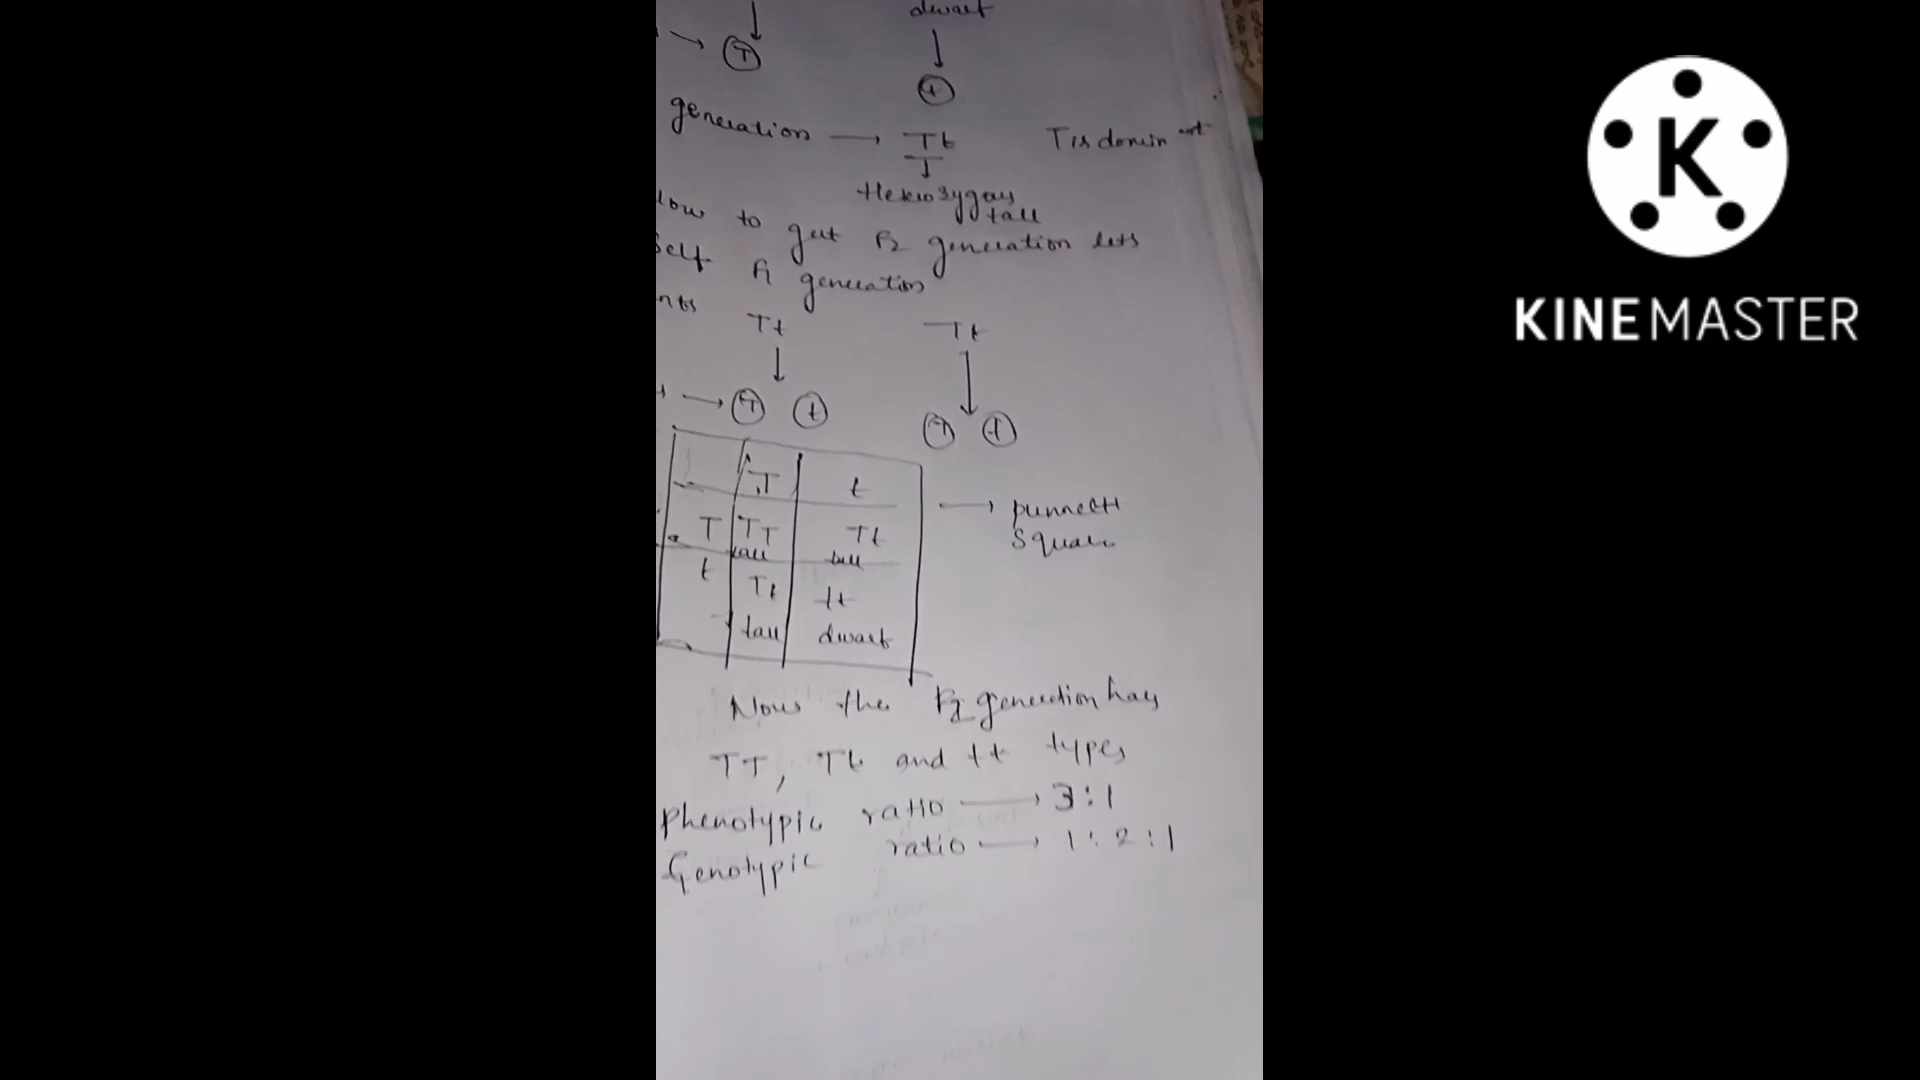 dwarf
→ (T)
(t)
generation → Tt T is dominant
Heterozygous
tall
Now to get F2 generation lets
self F1 generation
nts Tt Tt
→ (T) (t) (T) (t)
T t
T TT Tt → punnett
tall tall square
t Tt tt
tall dwarf
Now the F2 generation has
TT, Tt and tt types
Phenotypic ratio → 3:1
Genotypic ratio → 1:2:1
K
KINEMASTER